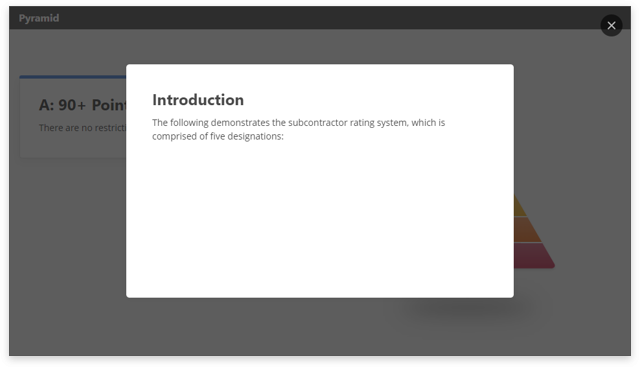 Pyramid
Introduction
The following demonstrates the subcontractor rating system, which is
comprised of five designations:
A: 90+ Point
There are no restricti